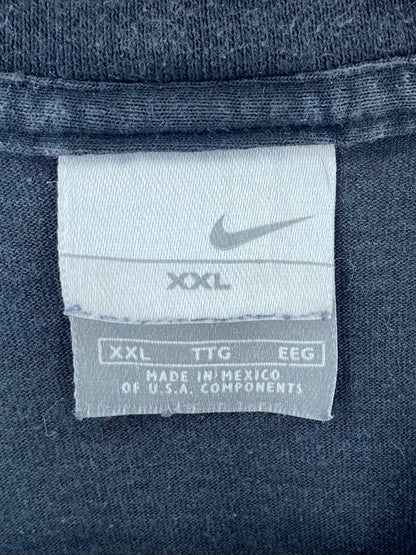 XXL
XXL TTG EEG
MADE IN MEXICO
OF U.S.A. COMPONENTS